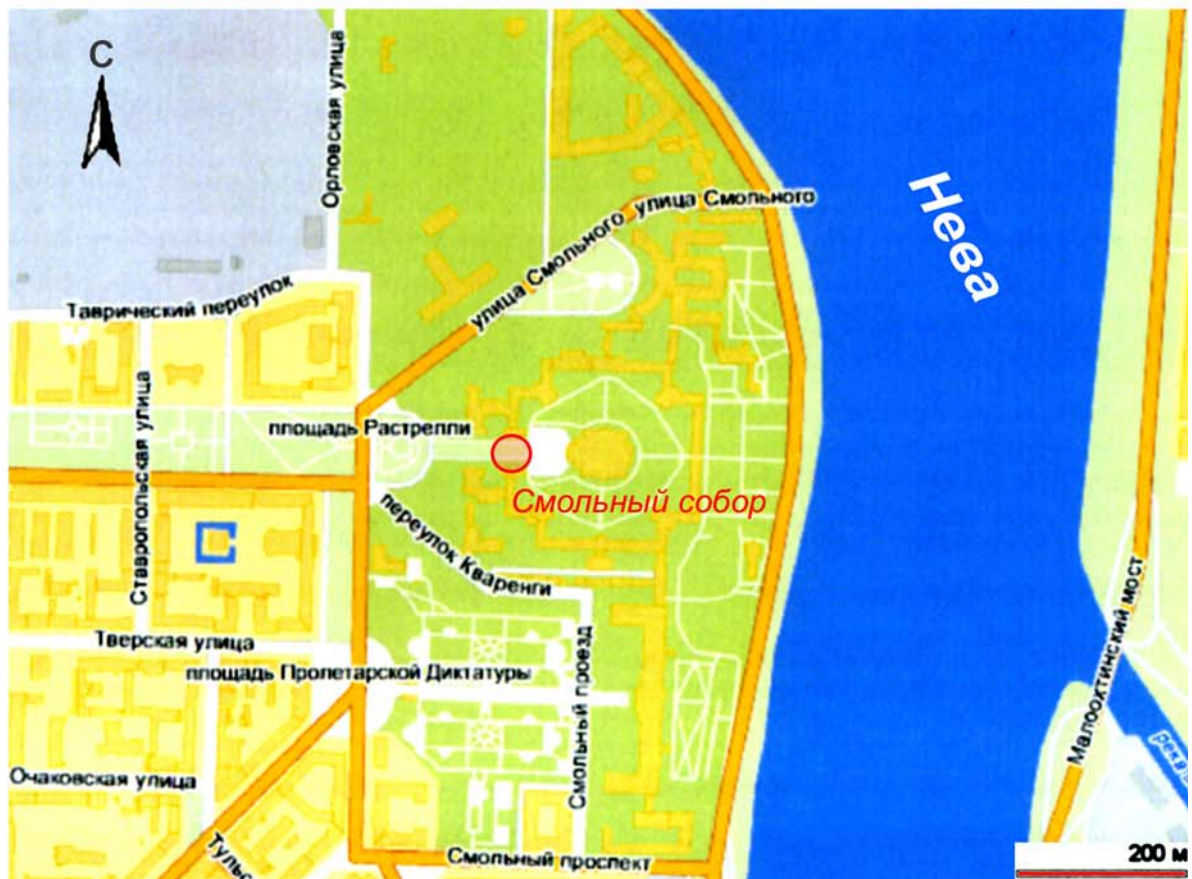 С
Орловская улица
Нева
улица Смольного
улица Смольного
Таврический переулок
Ставропольская улица
площадь Растрелли
Смольный собор
переулок Кваренги
Тверская улица
площадь Пролетарской Диктатуры
Смольный проезд
Малоохтинский мост
Очаковская улица
Смольный проспект
200 м